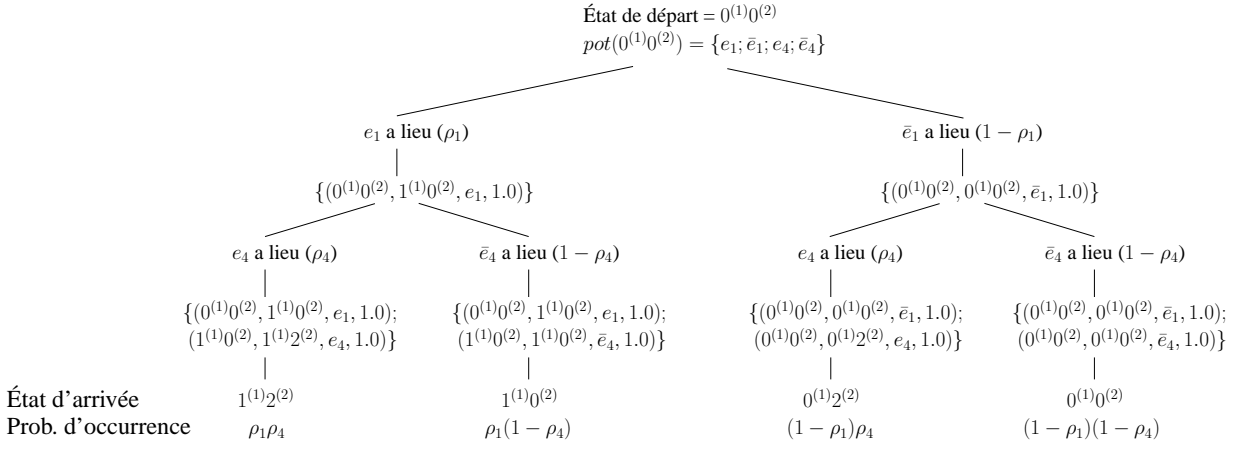 État de départ = 0^{(1)}0^{(2)}
pot(0^{(1)}0^{(2)}) = {e_1; ē_1; e_4; ē_4}
e_1 a lieu (ρ_1) ē_1 a lieu (1 − ρ_1)
{(0^{(1)}0^{(2)}, 1^{(1)}0^{(2)}, e_1, 1.0)} {(0^{(1)}0^{(2)}, 0^{(1)}0^{(2)}, ē_1, 1.0)}
e_4 a lieu (ρ_4) ē_4 a lieu (1 − ρ_4) e_4 a lieu (ρ_4) ē_4 a lieu (1 − ρ_4)
{(0^{(1)}0^{(2)}, 1^{(1)}0^{(2)}, e_1, 1.0); {(0^{(1)}0^{(2)}, 1^{(1)}0^{(2)}, e_1, 1.0); {(0^{(1)}0^{(2)}, 0^{(1)}0^{(2)}, ē_1, 1.0); {(0^{(1)}0^{(2)}, 0^{(1)}0^{(2)}, ē_1, 1.0);
(1^{(1)}0^{(2)}, 1^{(1)}2^{(2)}, e_4, 1.0)} (1^{(1)}0^{(2)}, 1^{(1)}0^{(2)}, ē_4, 1.0)} (0^{(1)}0^{(2)}, 0^{(1)}2^{(2)}, e_4, 1.0)} (0^{(1)}0^{(2)}, 0^{(1)}0^{(2)}, ē_4, 1.0)}
État d'arrivée 1^{(1)}2^{(2)} 1^{(1)}0^{(2)} 0^{(1)}2^{(2)} 0^{(1)}0^{(2)}
Prob. d'occurrence ρ_1ρ_4 ρ_1(1 − ρ_4) (1 − ρ_1)ρ_4 (1 − ρ_1)(1 − ρ_4)